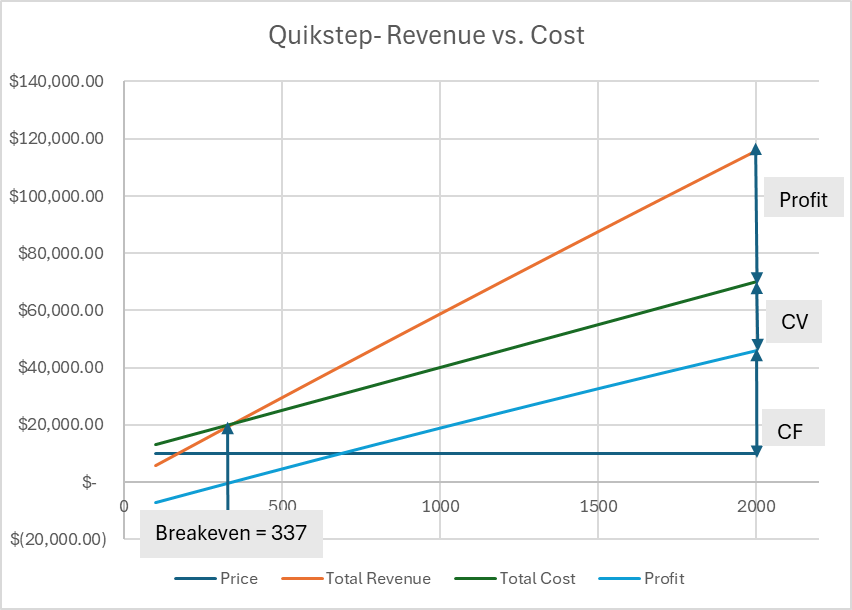 Quikstep- Revenue vs. Cost
$140,000.00
$120,000.00
$100,000.00
$80,000.00
$60,000.00
$40,000.00
$20,000.00
$-
$(20,000.00)
0 500 1000 1500 2000
Profit
CV
CF
Breakeven = 337
Price Total Revenue Total Cost Profit